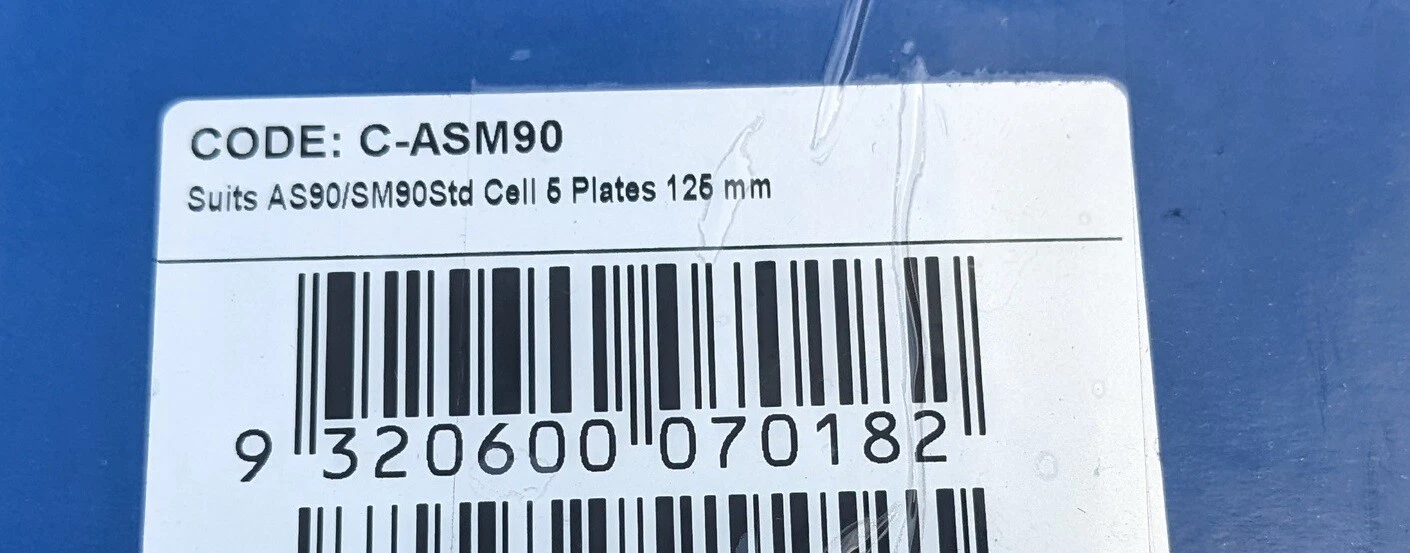 CODE: C-ASM90
Suits AS90/SM90Std Cell 5 Plates 125 mm
9 320600 070182